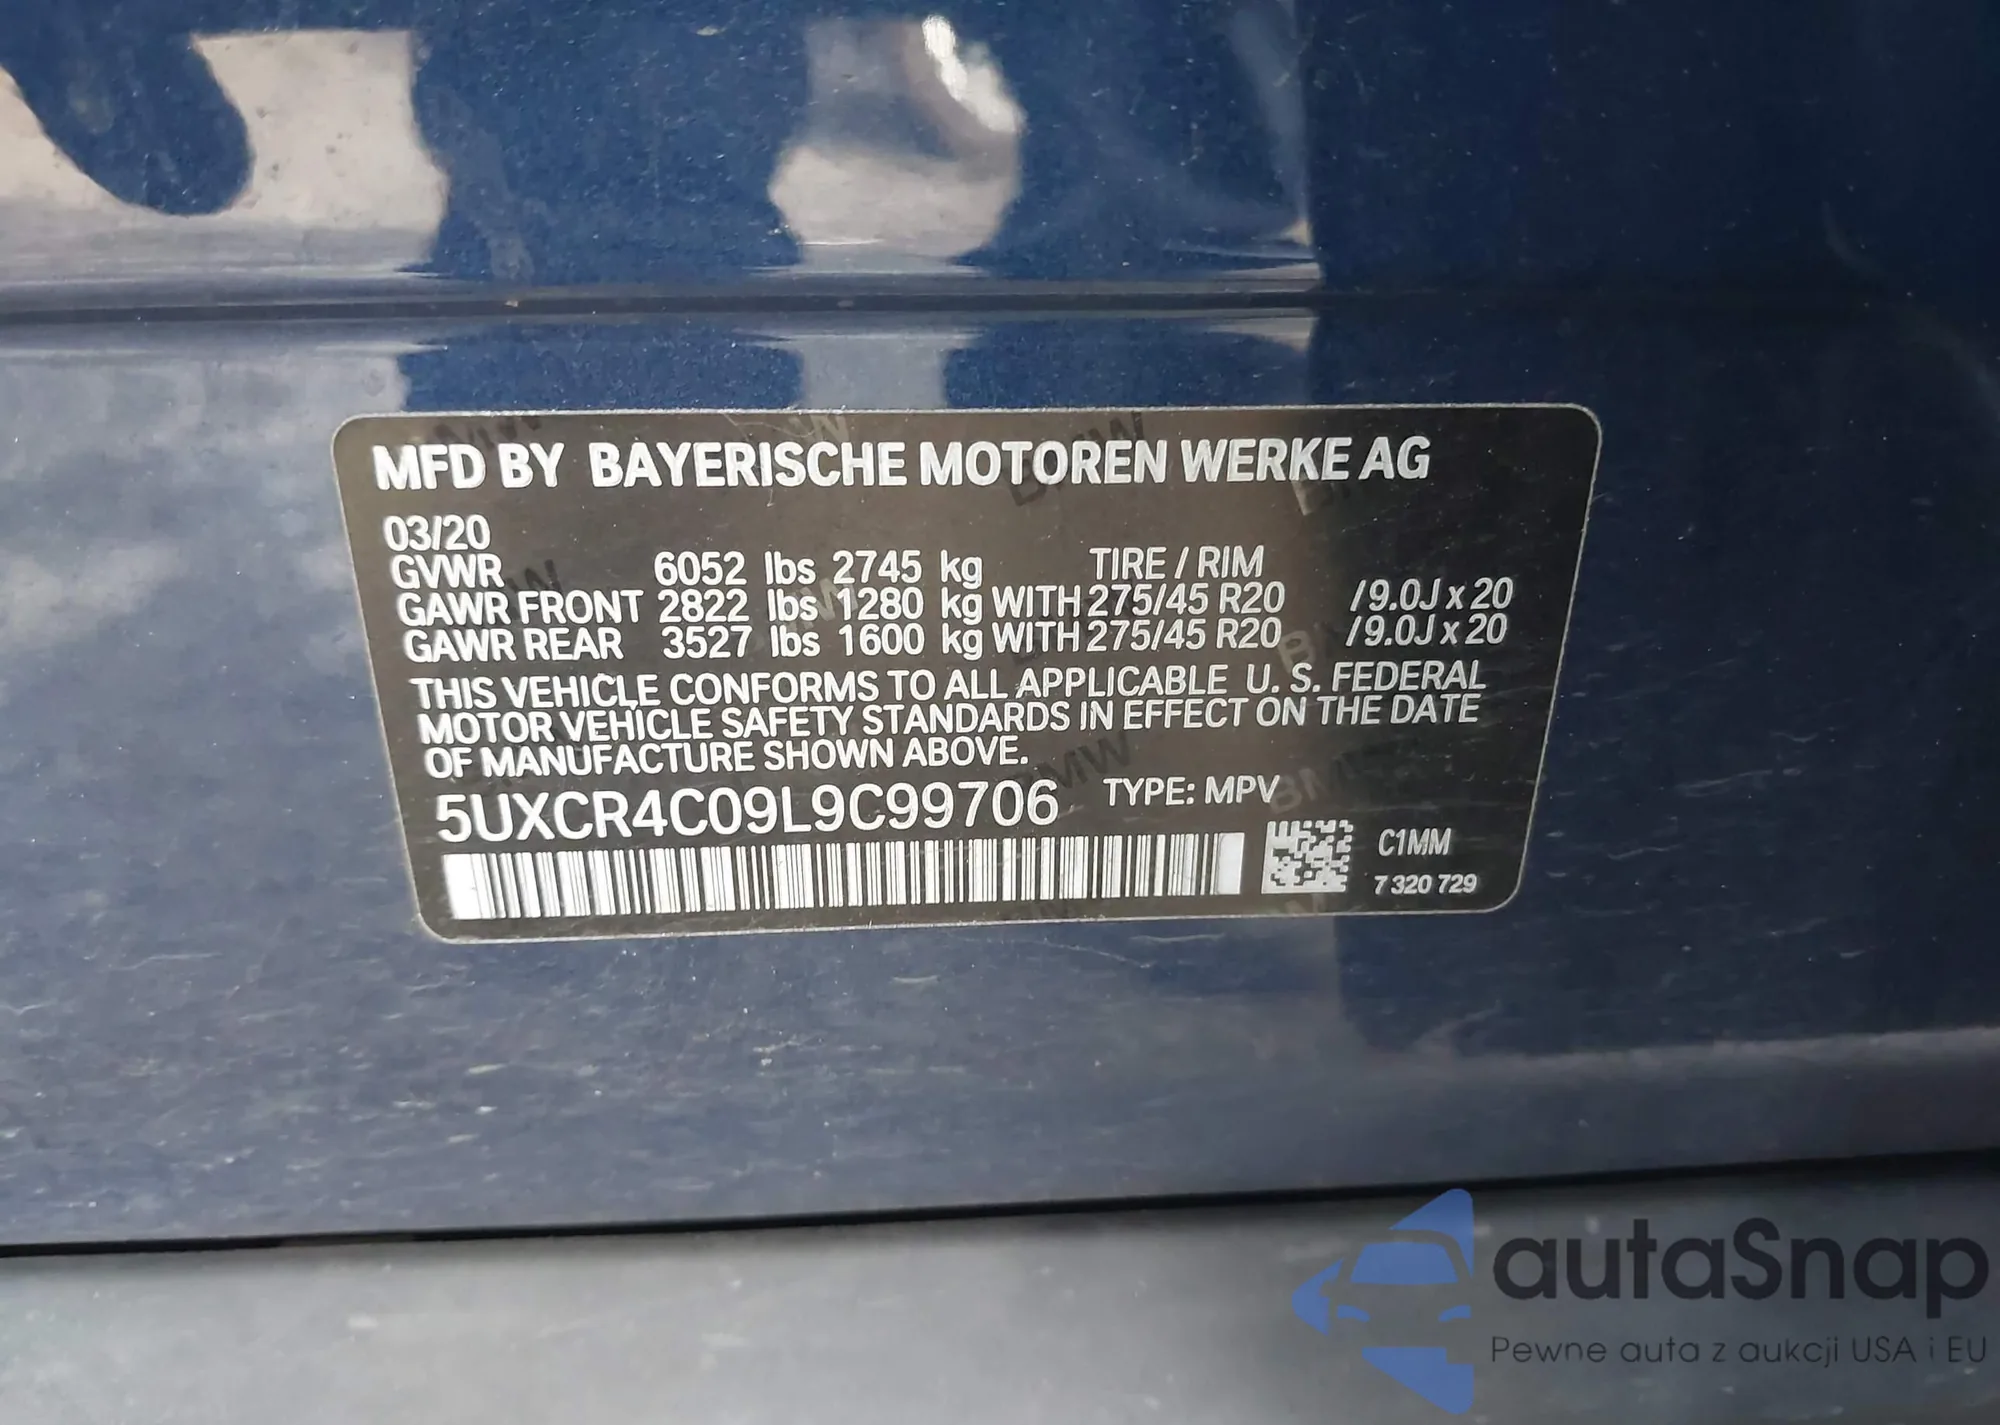 MFD BY BAYERISCHE MOTOREN WERKE AG
03/20
GVWR 6052 lbs 2745 kg TIRE / RIM
GAWR FRONT 2822 lbs 1280 kg WITH 275/45 R20 /9.0J x 20
GAWR REAR 3527 lbs 1600 kg WITH 275/45 R20 /9.0J x 20
THIS VEHICLE CONFORMS TO ALL APPLICABLE U. S. FEDERAL
MOTOR VEHICLE SAFETY STANDARDS IN EFFECT ON THE DATE
OF MANUFACTURE SHOWN ABOVE.
5UXCR4C09L9C99706 TYPE: MPV
C1MM
7 320 729
autaSnap
Pewne auta z aukcji USA i EU